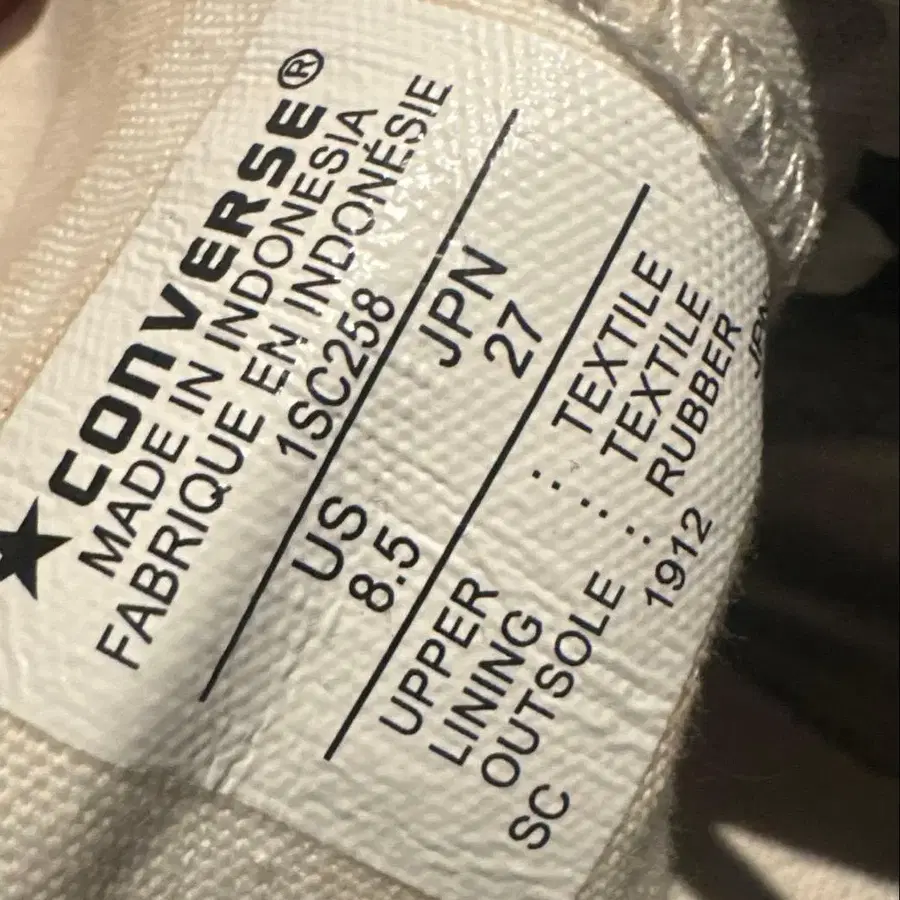 ★ CONVERSE®
MADE IN INDONESIA
FABRIQUE EN INDONÉSIE
1SC258
US JPN
8.5 27
UPPER : TEXTILE
LINING : TEXTILE
OUTSOLE : RUBBER
SC 1912